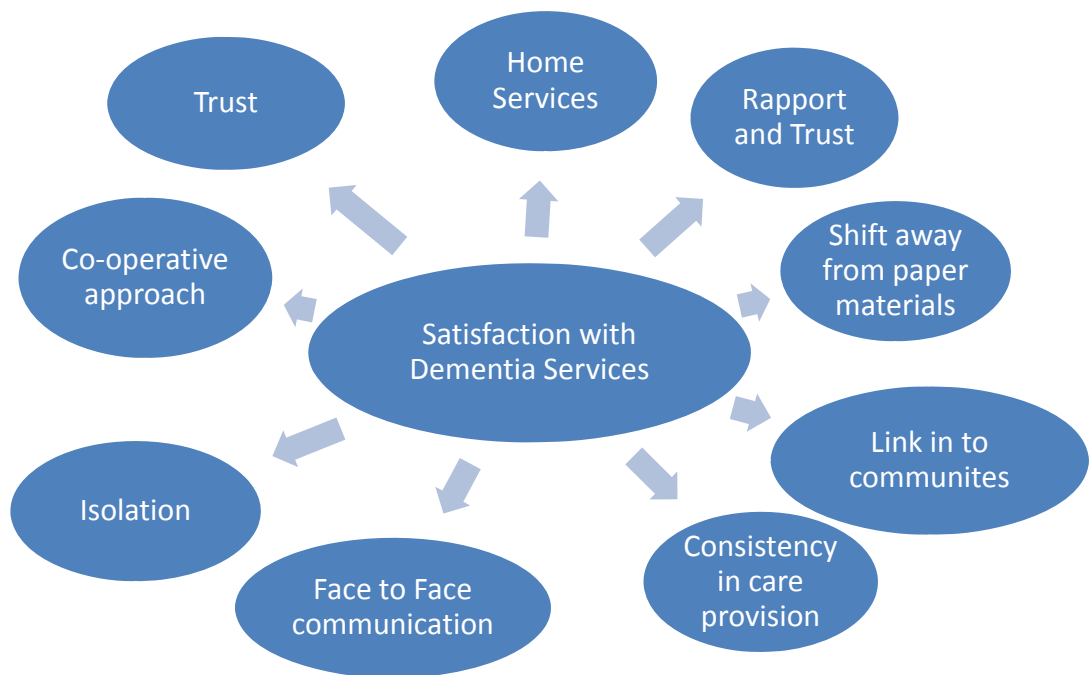 Home
Services
Trust
Rapport
and Trust
Shift away
from paper
materials
Co-operative
approach
Satisfaction with
Dementia Services
Link in to
communites
Isolation
Consistency
in care
provision
Face to Face
communication